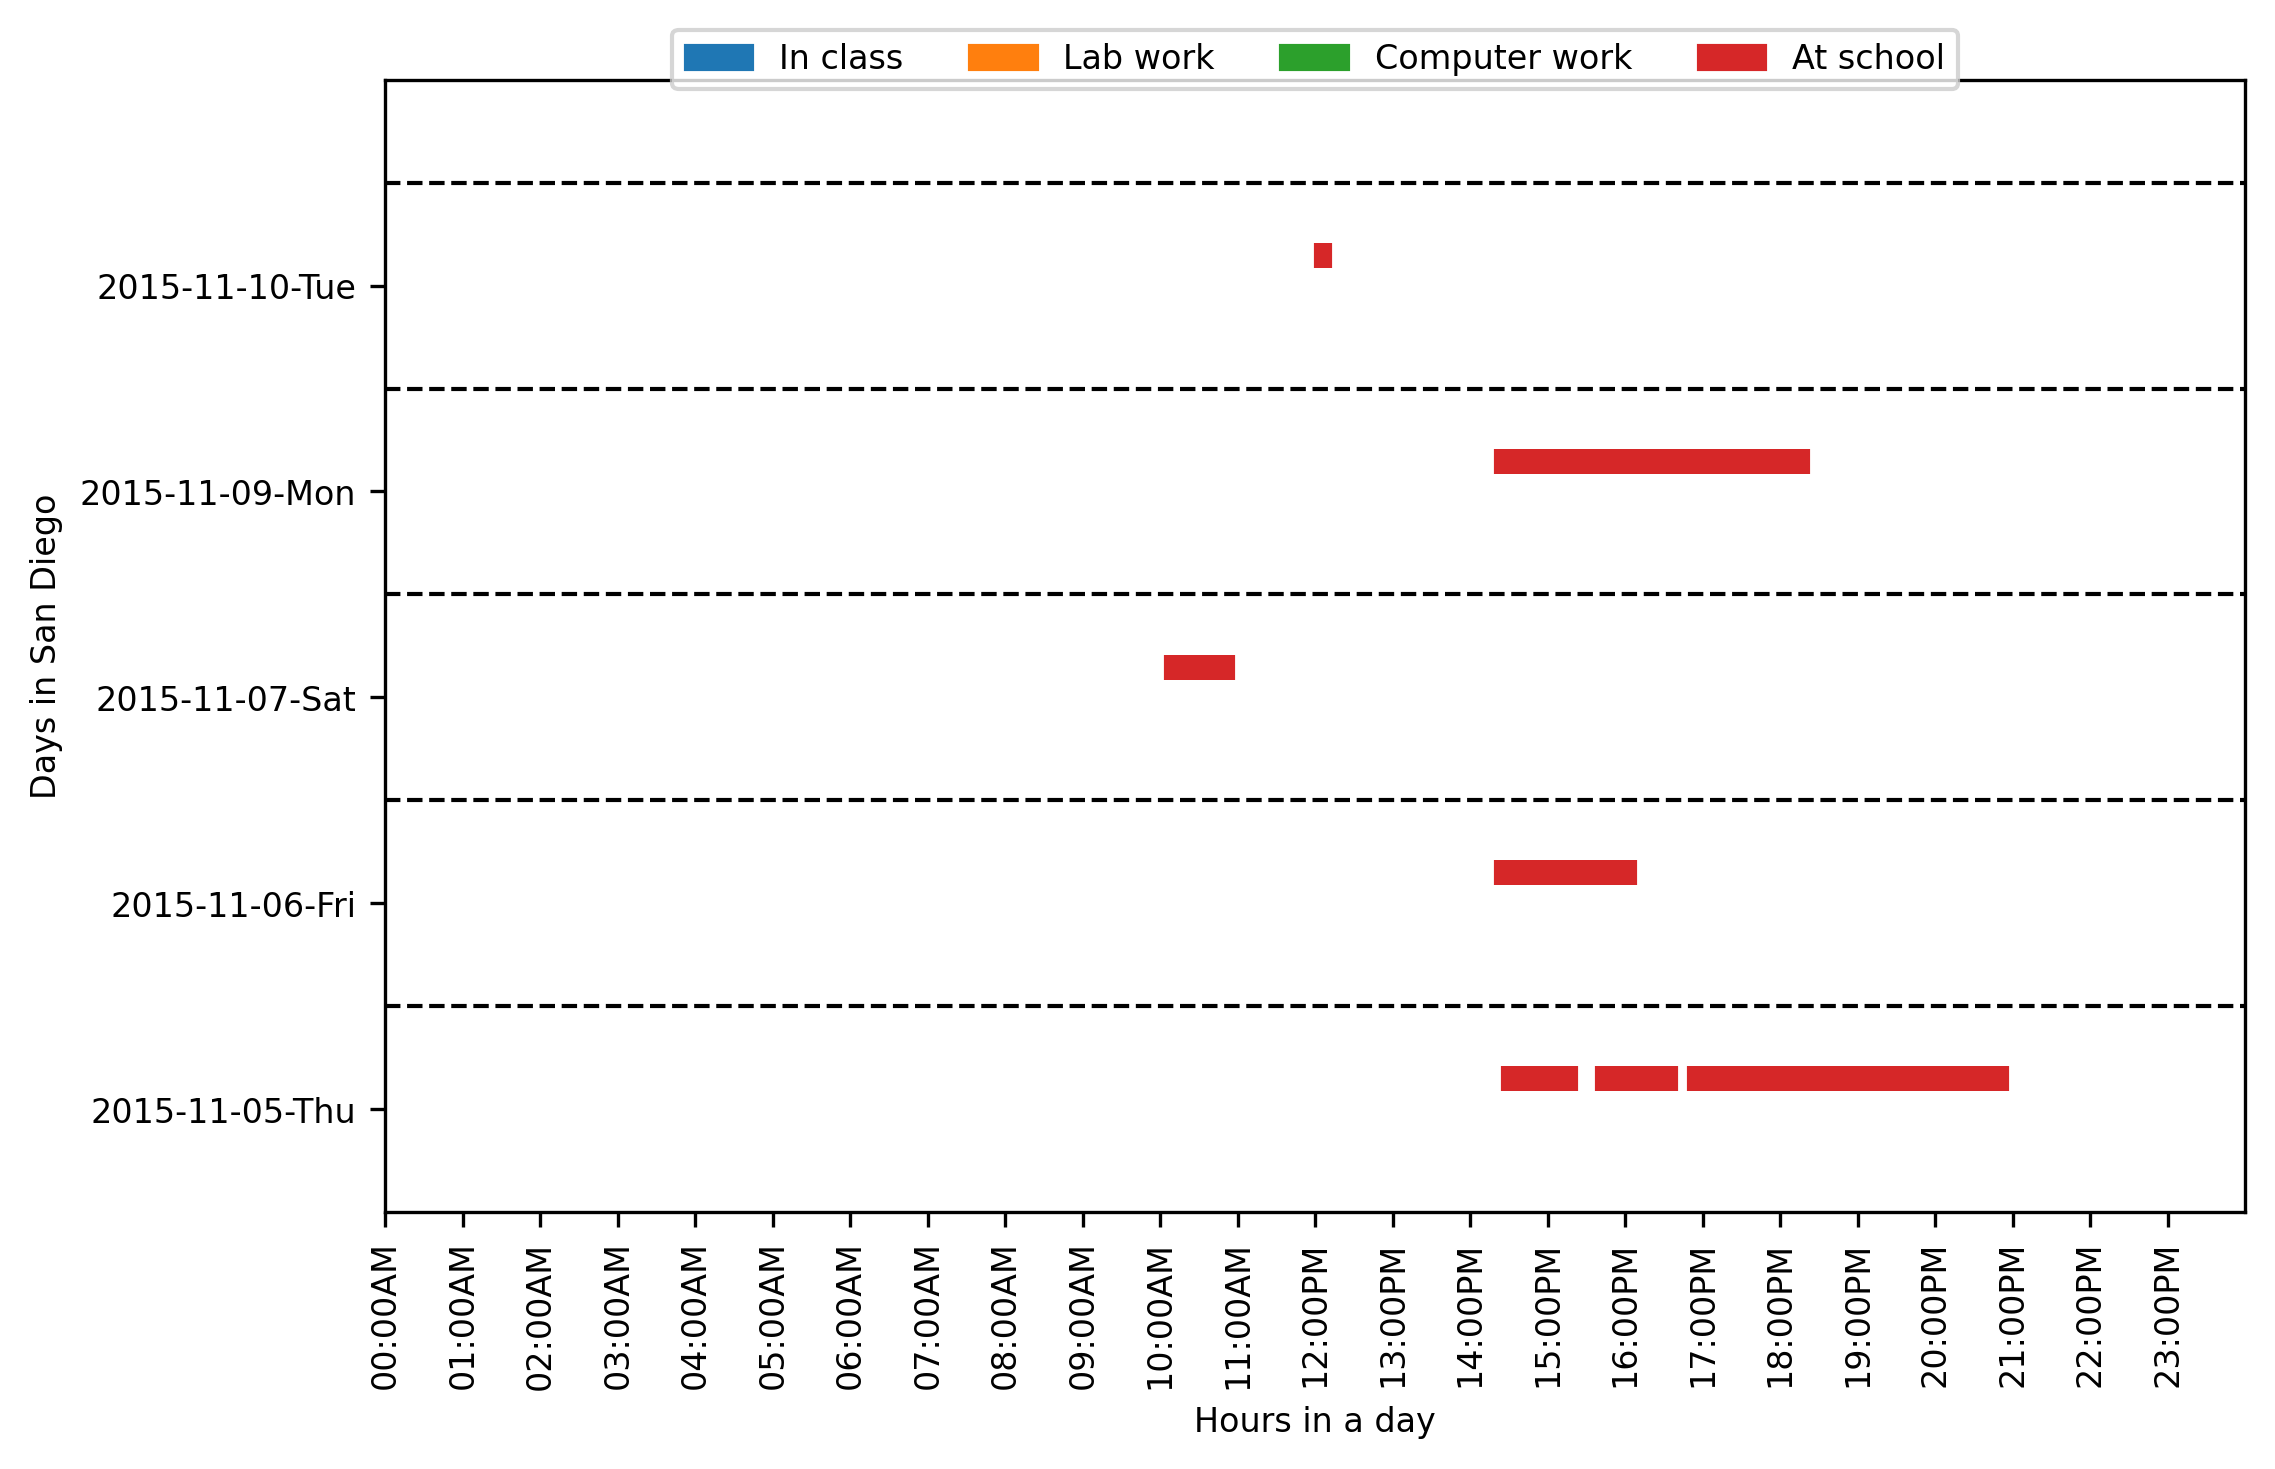 In class Lab work Computer work At school
2015-11-10-Tue
2015-11-09-Mon
2015-11-07-Sat
2015-11-06-Fri
2015-11-05-Thu
Days in San Diego
00:00AM
01:00AM
02:00AM
03:00AM
04:00AM
05:00AM
06:00AM
07:00AM
08:00AM
09:00AM
10:00AM
11:00AM
12:00PM
13:00PM
14:00PM
15:00PM
16:00PM
17:00PM
18:00PM
19:00PM
20:00PM
21:00PM
22:00PM
23:00PM
Hours in a day